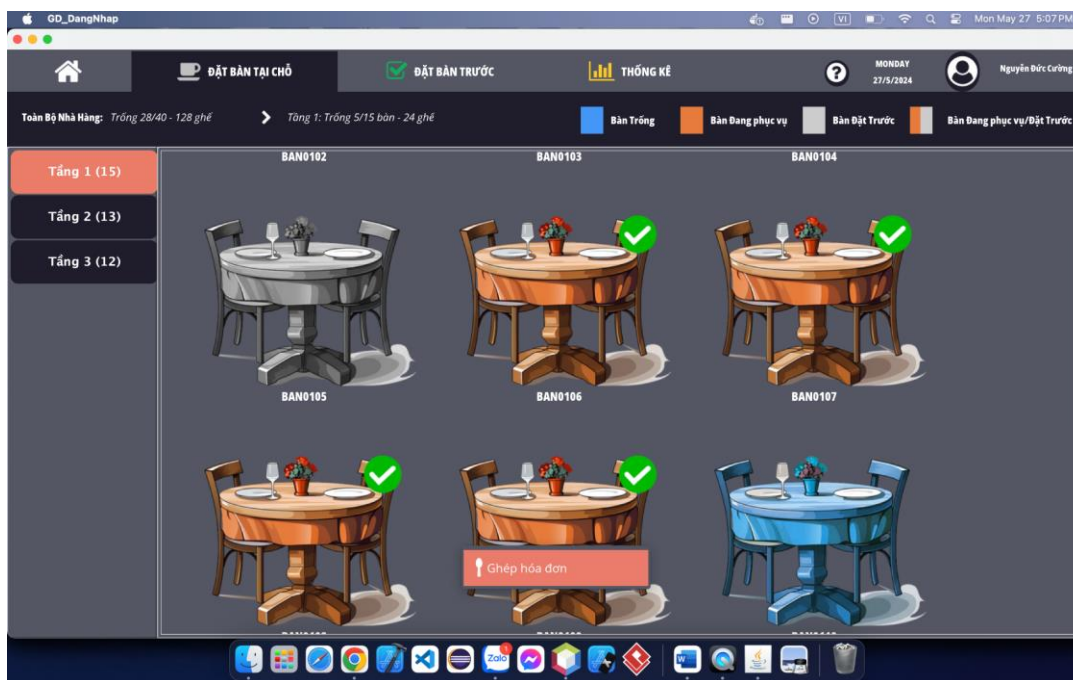 GD_DangNhap
VI
Mon May 27 5:07 PM
ĐẶT BÀN TẠI CHỖ
ĐẶT BÀN TRƯỚC
THỐNG KÊ
?
MONDAY
27/5/2024
Nguyễn Đức Cường
Toàn Bộ Nhà Hàng: Trống 28/40 - 128 ghế
Tầng 1: Trống 5/15 bàn - 24 ghế
Bàn Trống
Bàn Đang phục vụ
Bàn Đặt Trước
Bàn Đang phục vụ/Đặt Trước
Tầng 1 (15)
Tầng 2 (13)
Tầng 3 (12)
BAN0102
BAN0103
BAN0104
BAN0105
BAN0106
BAN0107
Ghép hóa đơn
Zalo
1